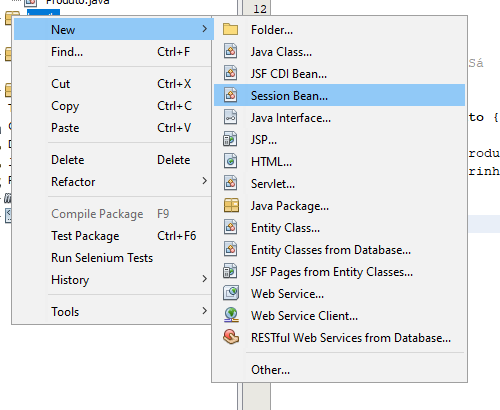 Produto.java
12
New
Find... Ctrl+F
Cut Ctrl+X
Copy Ctrl+C
Paste Ctrl+V
Delete Delete
Refactor
Compile Package F9
Test Package Ctrl+F6
Run Selenium Tests
History
Tools
Folder...
Java Class...
JSF CDI Bean...
Session Bean...
Java Interface...
JSP...
HTML...
Servlet...
Java Package...
Entity Class...
Entity Classes from Database...
JSF Pages from Entity Classes...
Web Service...
Web Service Client...
RESTful Web Services from Database...
Other...
Sá
to {
rodu
rinh